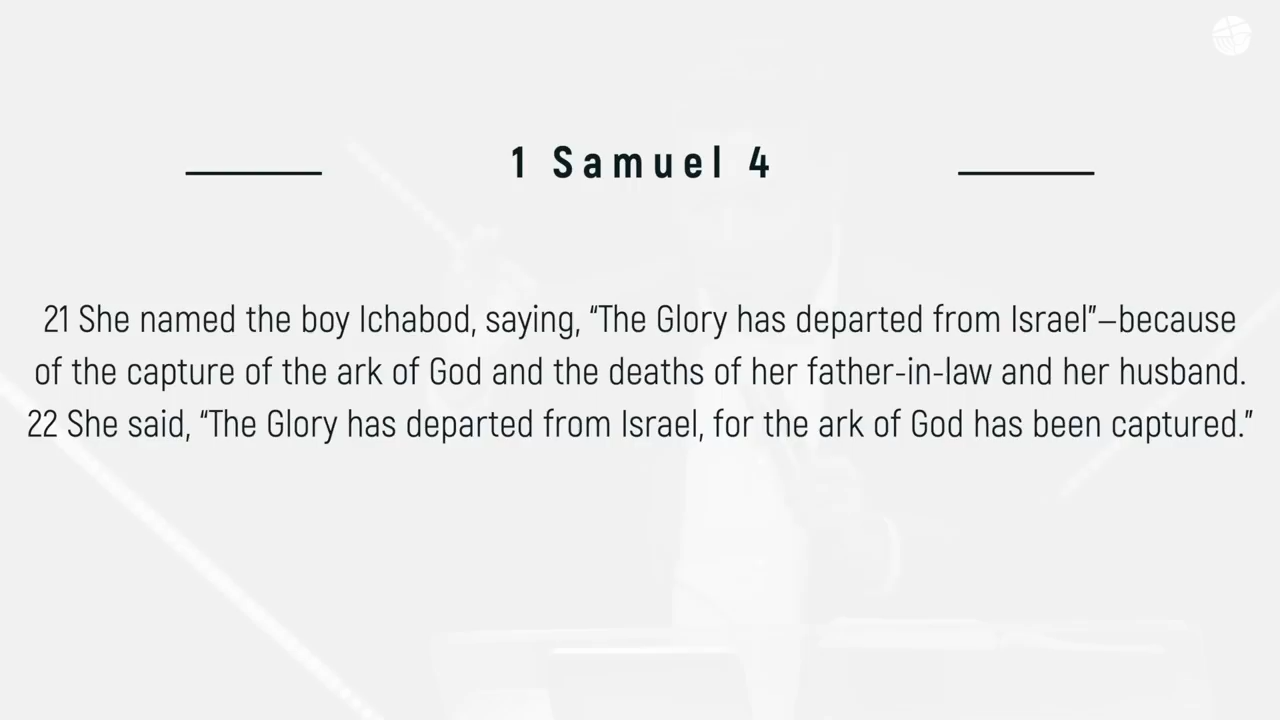 1 Samuel 4
21 She named the boy Ichabod, saying, “The Glory has departed from Israel”—because
of the capture of the ark of God and the deaths of her father-in-law and her husband.
22 She said, “The Glory has departed from Israel, for the ark of God has been captured.”